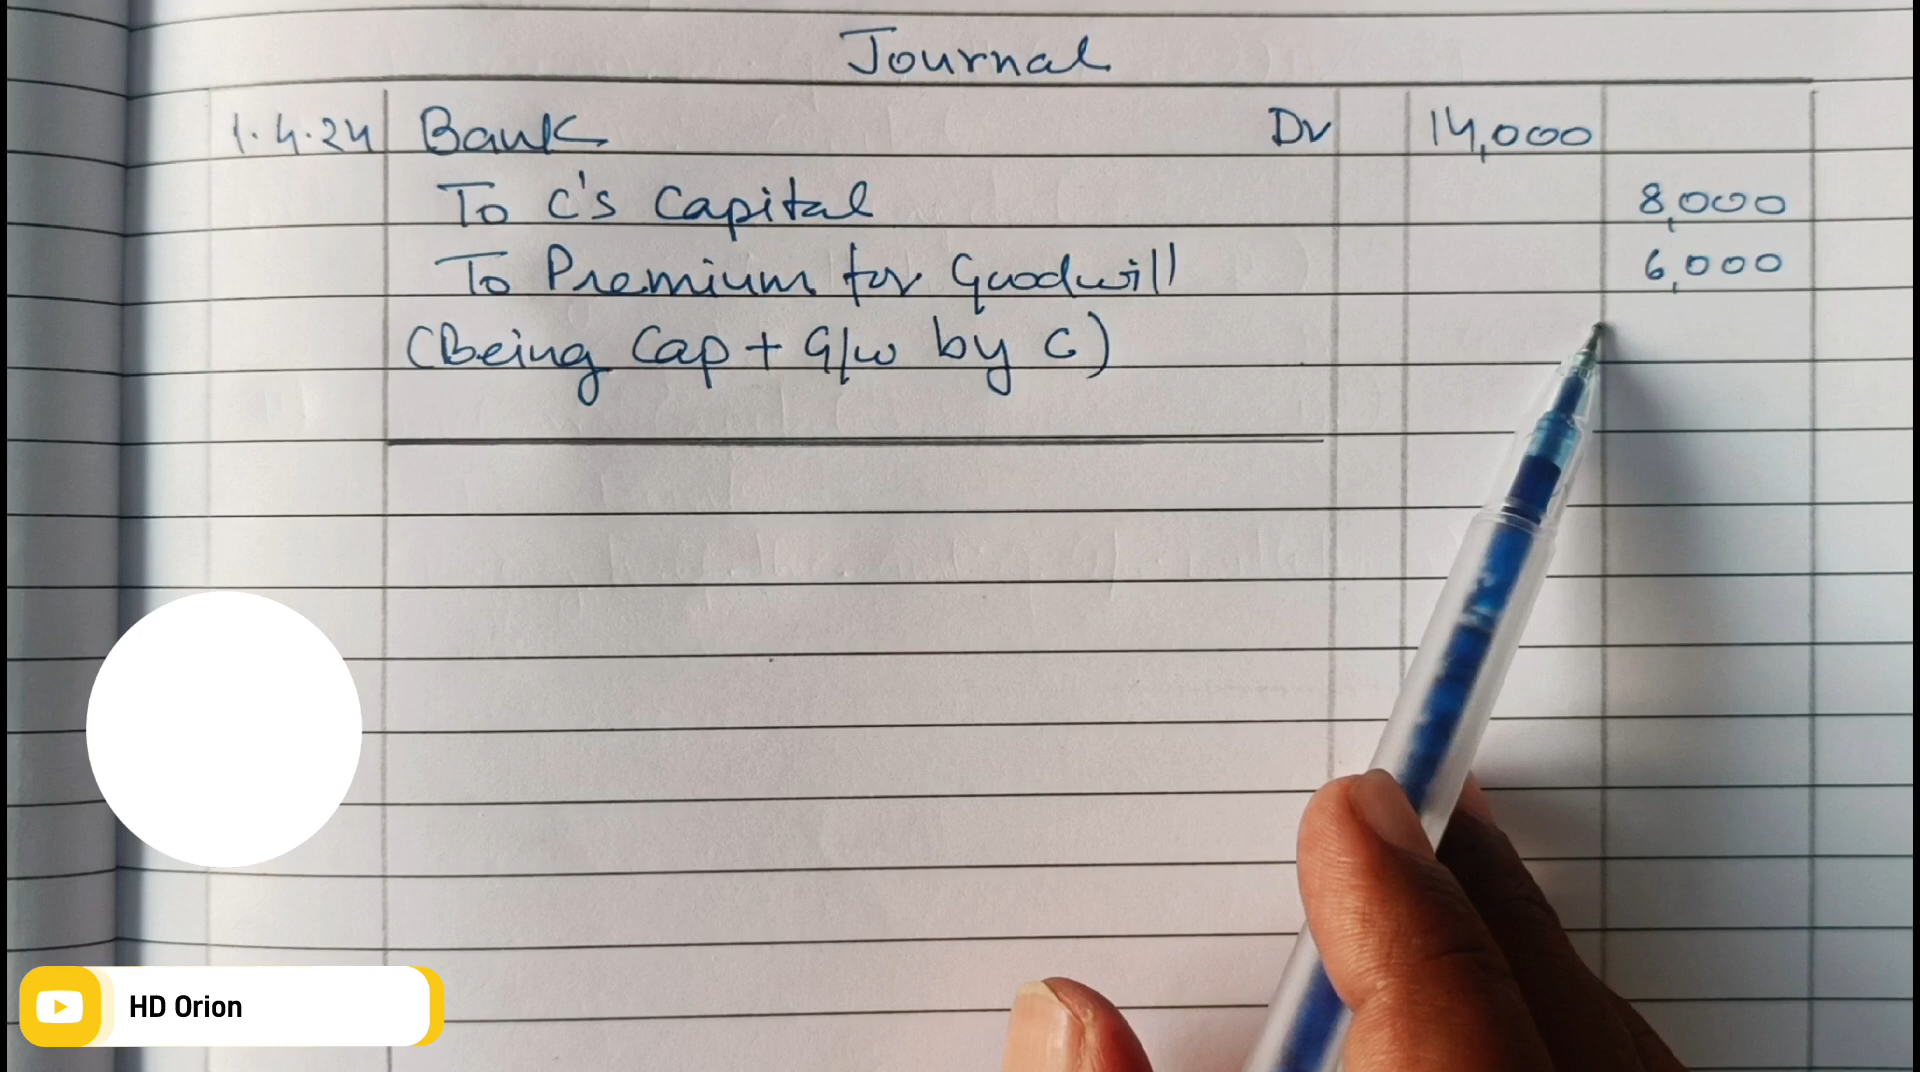 Journal
1.4.24 Bank Dr 14,000
To C's Capital 8,000
To Premium for Goodwill 6,000
(Being Cap + G/w by C)
HD Orion